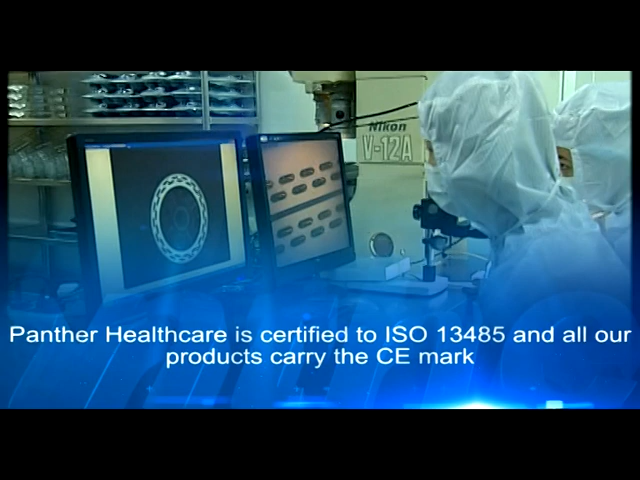 Nikon
V-12A
Panther Healthcare is certified to ISO 13485 and all our
products carry the CE mark